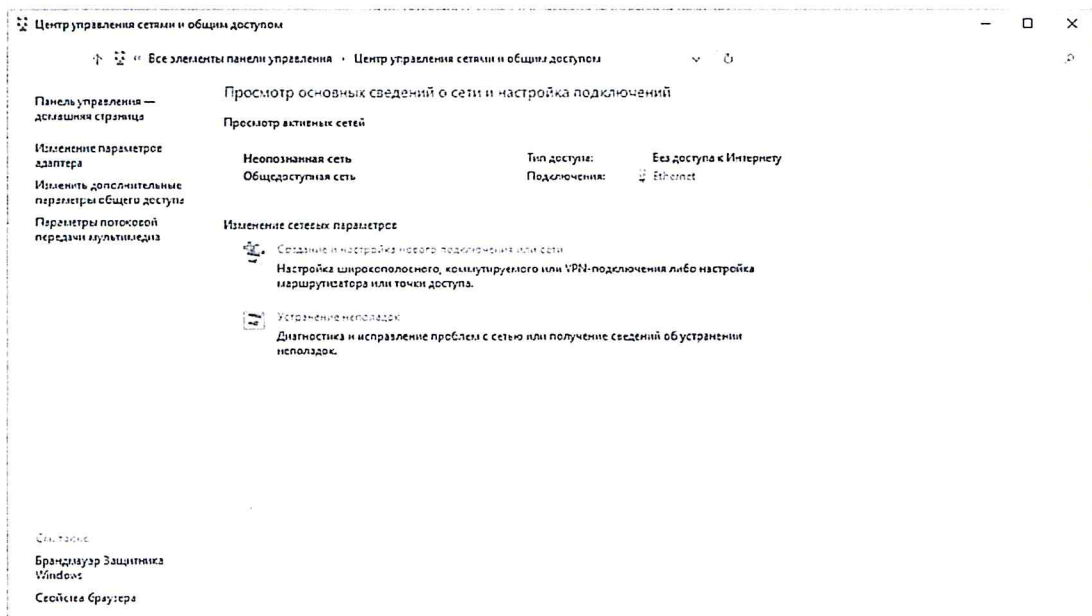 Центр управления сетями и общим доступом
« Все элементы панели управления › Центр управления сетями и общим доступом
Панель управления —
домашняя страница
Изменение параметров
адаптера
Изменить дополнительные
параметры общего доступа
Параметры потоковой
передачи мультимедиа
Просмотр основных сведений о сети и настройка подключений
Просмотр активных сетей
Неопознанная сеть
Общедоступная сеть
Тип доступа: Без доступа к Интернету
Подключения: Ethernet
Изменение сетевых параметров
Создание и настройка нового подключения или сети
Настройка широкополосного, коммутируемого или VPN-подключения либо настройка
маршрутизатора или точки доступа.
Устранение неполадок
Диагностика и исправление проблем с сетью или получение сведений об устранении
неполадок.
См. также
Брандмауэр Защитника
Windows
Свойства браузера